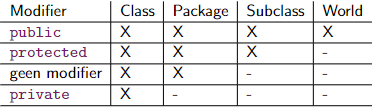 Modifier Class Package Subclass World
public X X X X
protected X X X -
geen modifier X X - -
private X - - -